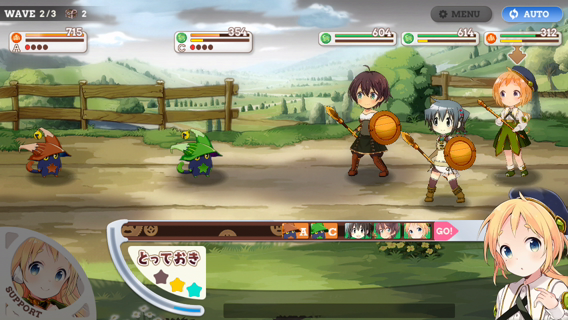 WAVE 2/3 2
MENU
AUTO
715
A
354
C
604
614
312
A C GO!
とっておき
SUPPORT